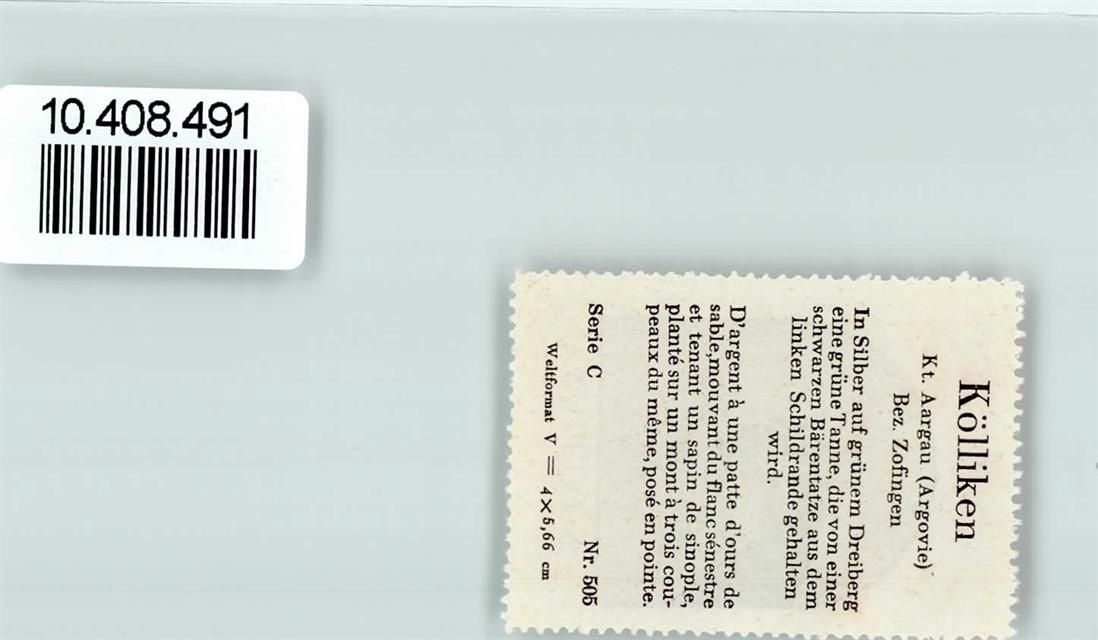 10.408.491
Kölliken
Kt. Aargau (Argovie)
Bez. Zofingen
In Silber auf grünem Dreiberg
eine grüne Tanne, die von einer
schwarzen Bärentatze aus dem
linken Schildrande gehalten
wird.
D'argent à une patte d'ours de
sable, mouvant du flanc sénestre
et tenant un sapin de sinople,
planté sur un mont à trois cou-
peaux du même, posé en pointe.
Serie C Nr. 505
Weltformat V = 4×5,66 cm